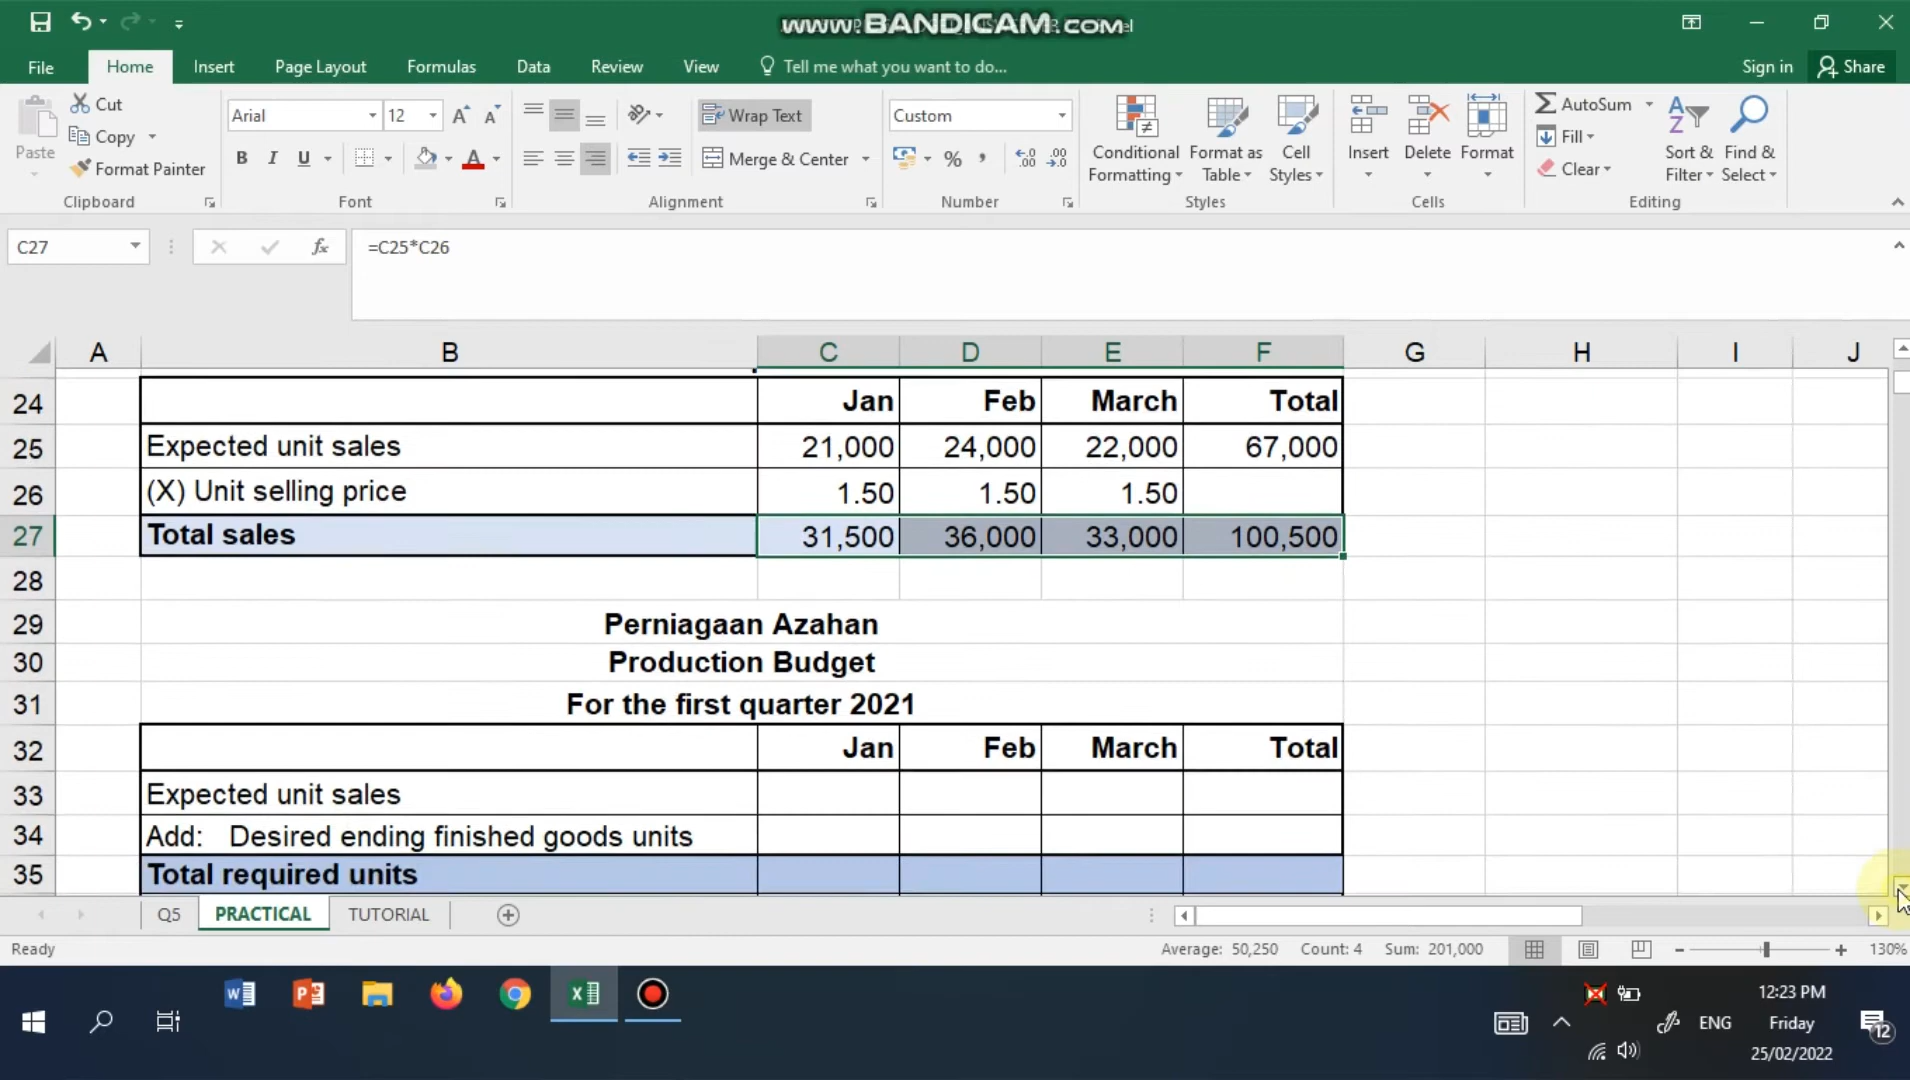 www.BANDICAM.com
File Home Insert Page Layout Formulas Data Review View Tell me what you want to do... Sign in Share
Paste
Cut
Copy
Format Painter
Clipboard
Arial 12
B I U
Font
Wrap Text
Merge & Center
Alignment
Custom
%
Number
Conditional Formatting
Format as Table
Cell Styles
Styles
Insert Delete Format
Cells
AutoSum
Fill
Clear
Sort & Filter
Find & Select
Editing
C27 fx =C25*C26
A B C D E F G H I J
24 Jan Feb March Total
25 Expected unit sales 21,000 24,000 22,000 67,000
26 (X) Unit selling price 1.50 1.50 1.50
27 Total sales 31,500 36,000 33,000 100,500
28
29 Perniagaan Azahan
30 Production Budget
31 For the first quarter 2021
32 Jan Feb March Total
33 Expected unit sales
34 Add: Desired ending finished goods units
35 Total required units
Q5 PRACTICAL TUTORIAL
Ready Average: 50,250 Count: 4 Sum: 201,000 130%
12:23 PM
ENG Friday
25/02/2022
12